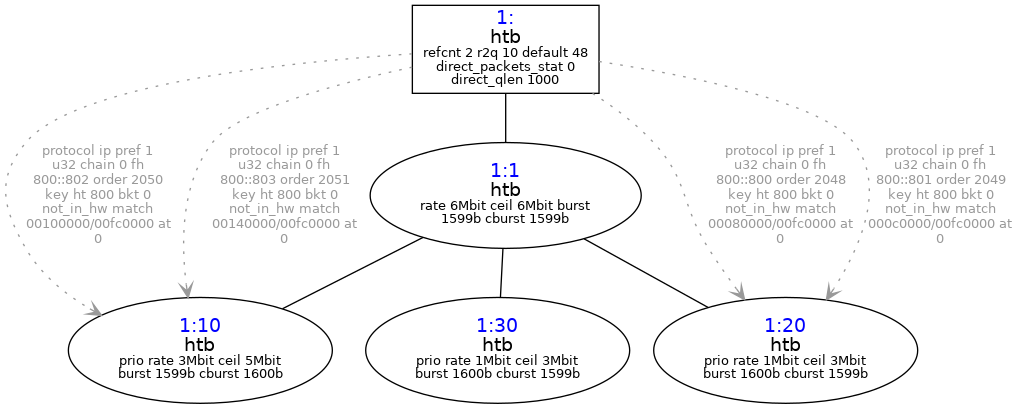 1:
htb
refcnt 2 r2q 10 default 48
direct_packets_stat 0
direct_qlen 1000
protocol ip pref 1
u32 chain 0 fh
800::802 order 2050
key ht 800 bkt 0
not_in_hw match
00100000/00fc0000 at
0
protocol ip pref 1
u32 chain 0 fh
800::803 order 2051
key ht 800 bkt 0
not_in_hw match
00140000/00fc0000 at
0
1:1
htb
rate 6Mbit ceil 6Mbit burst
1599b cburst 1599b
protocol ip pref 1
u32 chain 0 fh
800::800 order 2048
key ht 800 bkt 0
not_in_hw match
00080000/00fc0000 at
0
protocol ip pref 1
u32 chain 0 fh
800::801 order 2049
key ht 800 bkt 0
not_in_hw match
000c0000/00fc0000 at
0
1:10
htb
prio rate 3Mbit ceil 5Mbit
burst 1599b cburst 1600b
1:30
htb
prio rate 1Mbit ceil 3Mbit
burst 1600b cburst 1599b
1:20
htb
prio rate 1Mbit ceil 3Mbit
burst 1600b cburst 1599b